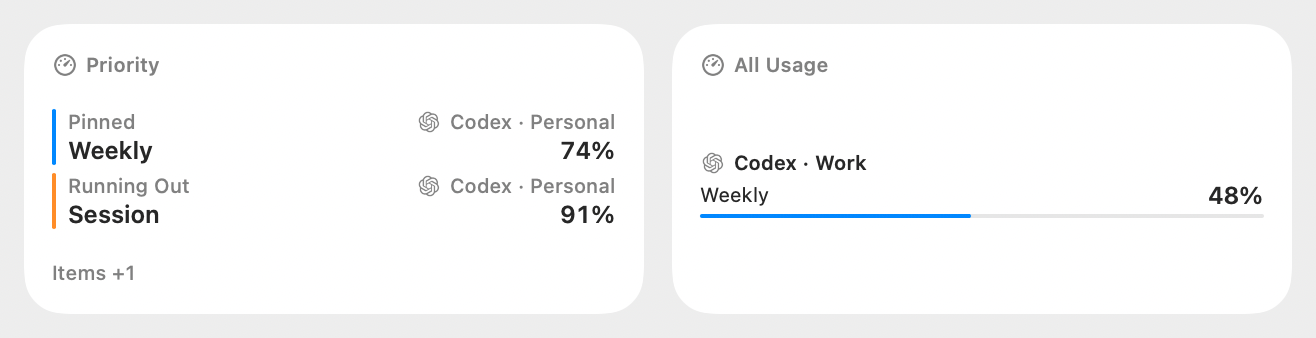 Priority
Pinned
Codex · Personal
Weekly
74%
Running Out
Codex · Personal
Session
91%
Items +1
All Usage
Codex · Work
Weekly
48%